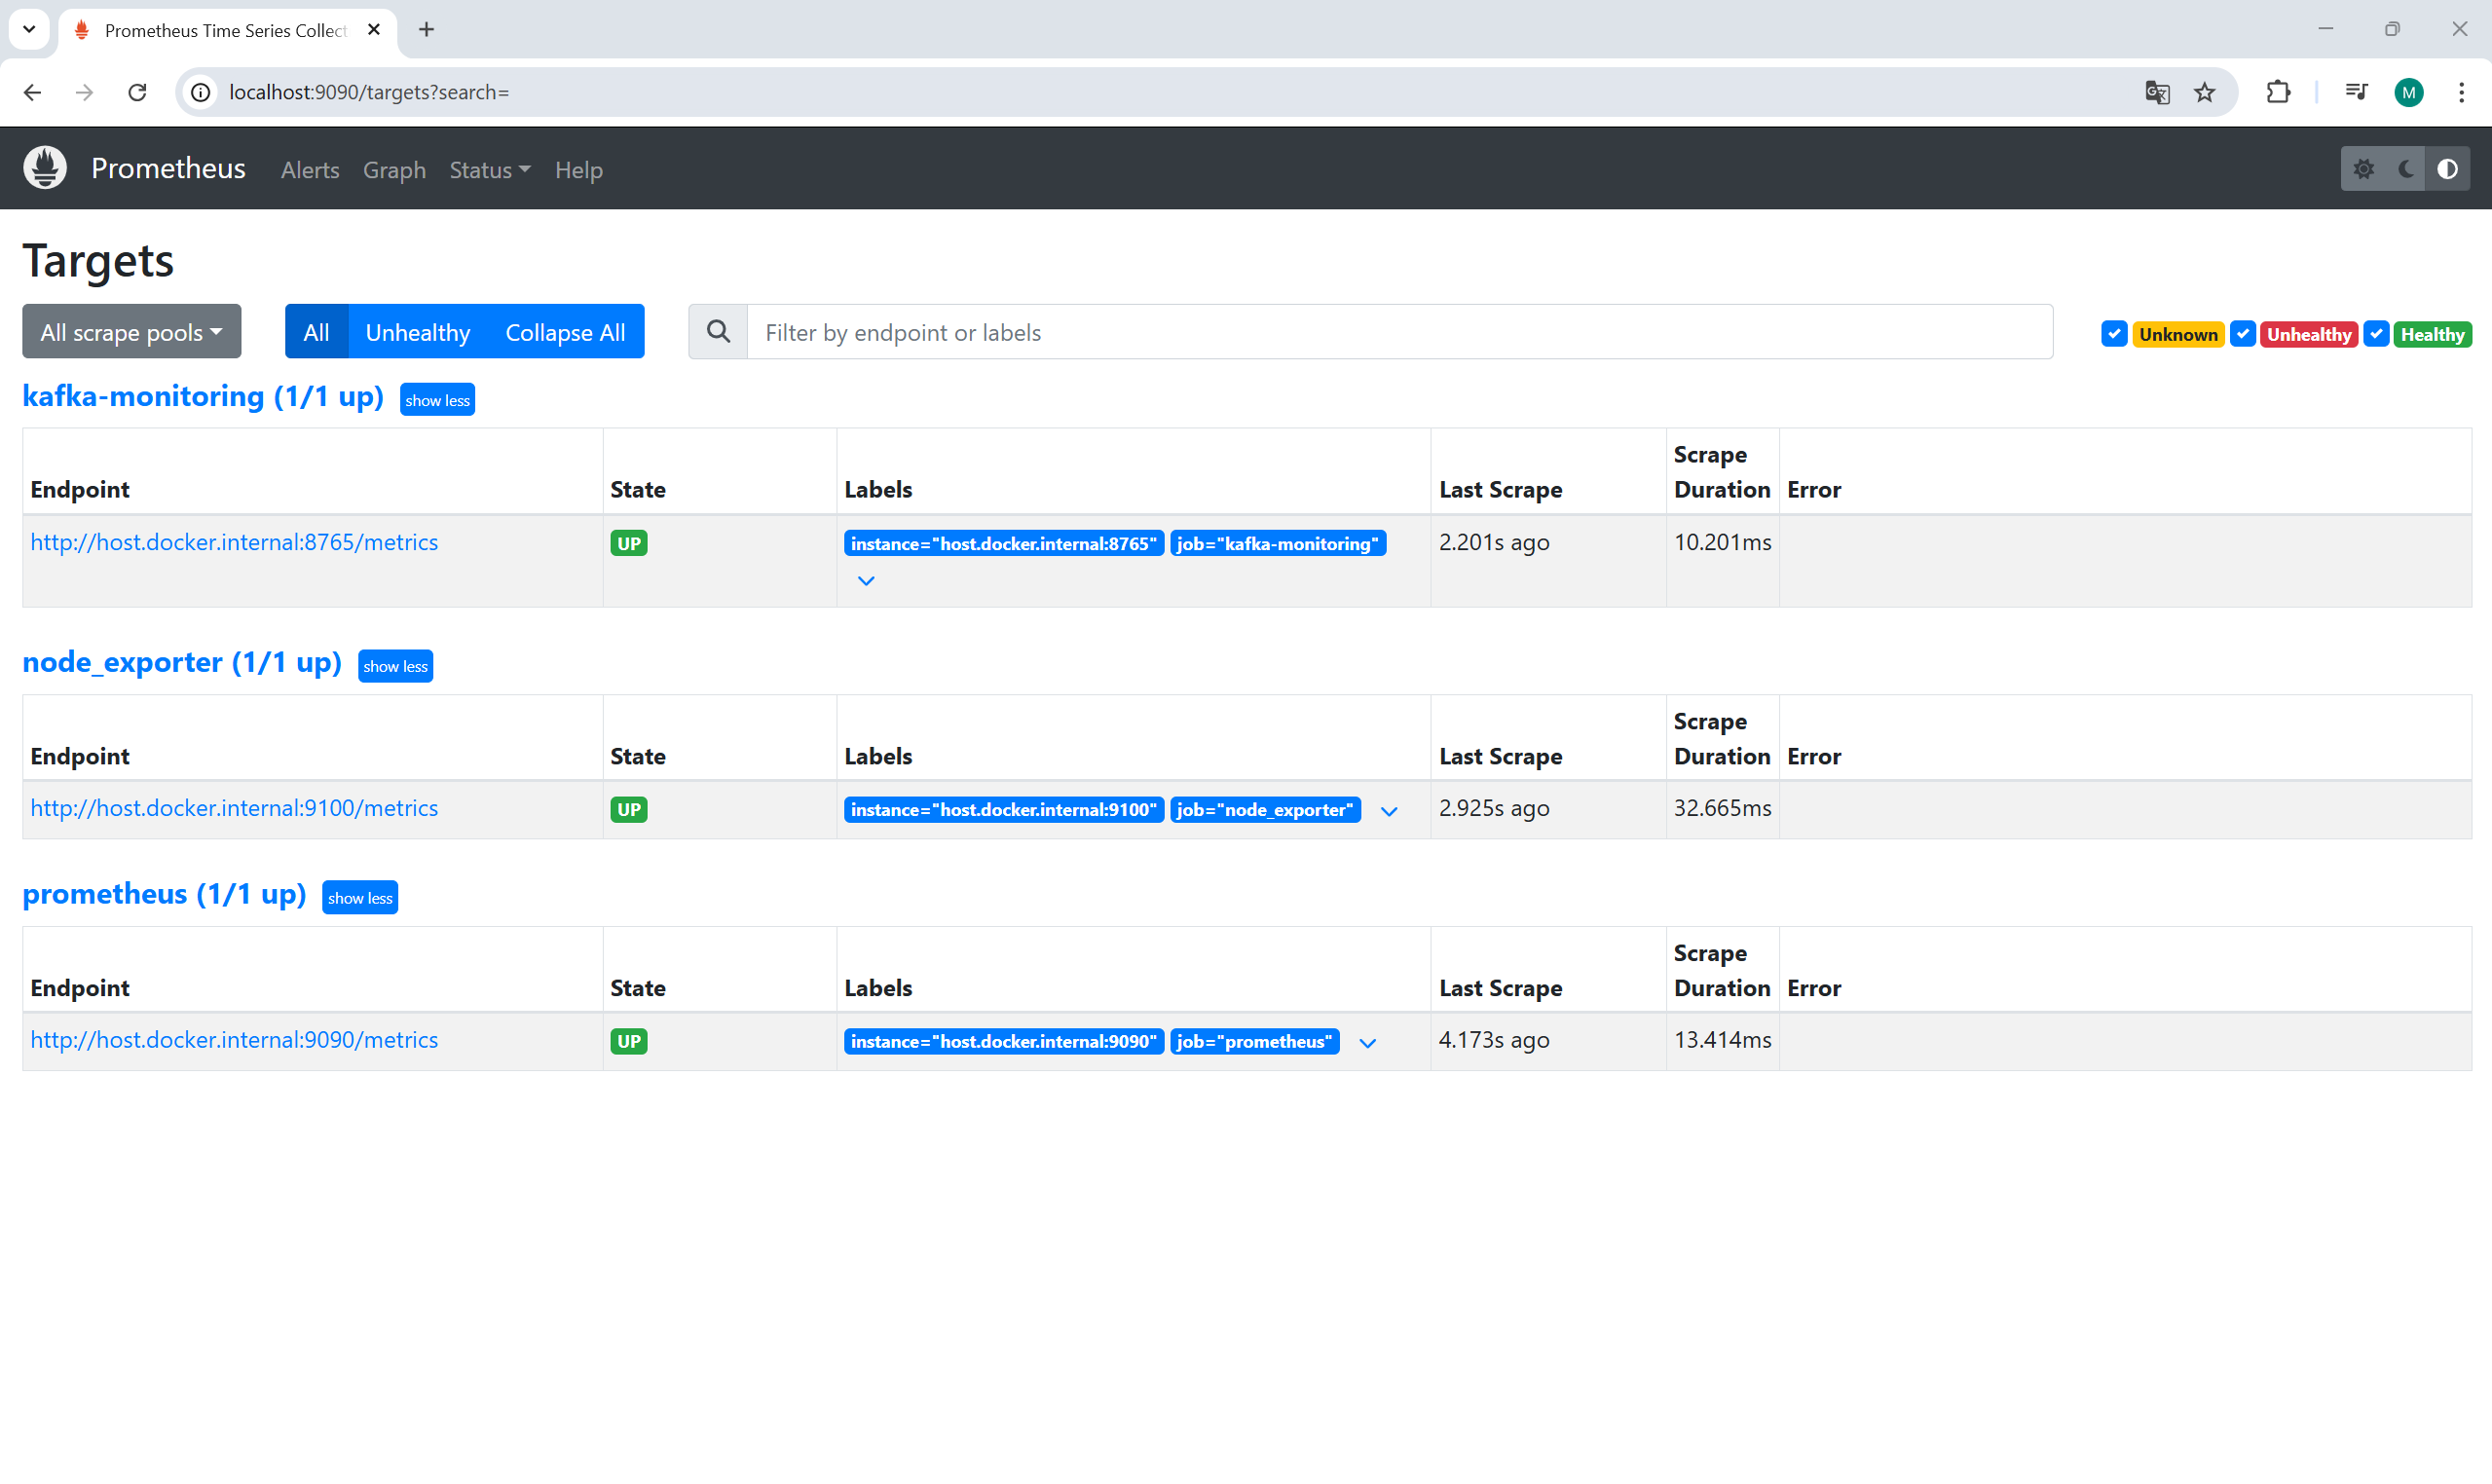 Prometheus Time Series Collect
localhost:9090/targets?search=
M
Prometheus Alerts Graph Status Help
Targets
All scrape pools All Unhealthy Collapse All Filter by endpoint or labels Unknown Unhealthy Healthy
kafka-monitoring (1/1 up) show less
Scrape
Endpoint State Labels Last Scrape Duration Error
http://host.docker.internal:8765/metrics UP instance="host.docker.internal:8765" job="kafka-monitoring" 2.201s ago 10.201ms
node_exporter (1/1 up) show less
Scrape
Endpoint State Labels Last Scrape Duration Error
http://host.docker.internal:9100/metrics UP instance="host.docker.internal:9100" job="node_exporter" 2.925s ago 32.665ms
prometheus (1/1 up) show less
Scrape
Endpoint State Labels Last Scrape Duration Error
http://host.docker.internal:9090/metrics UP instance="host.docker.internal:9090" job="prometheus" 4.173s ago 13.414ms